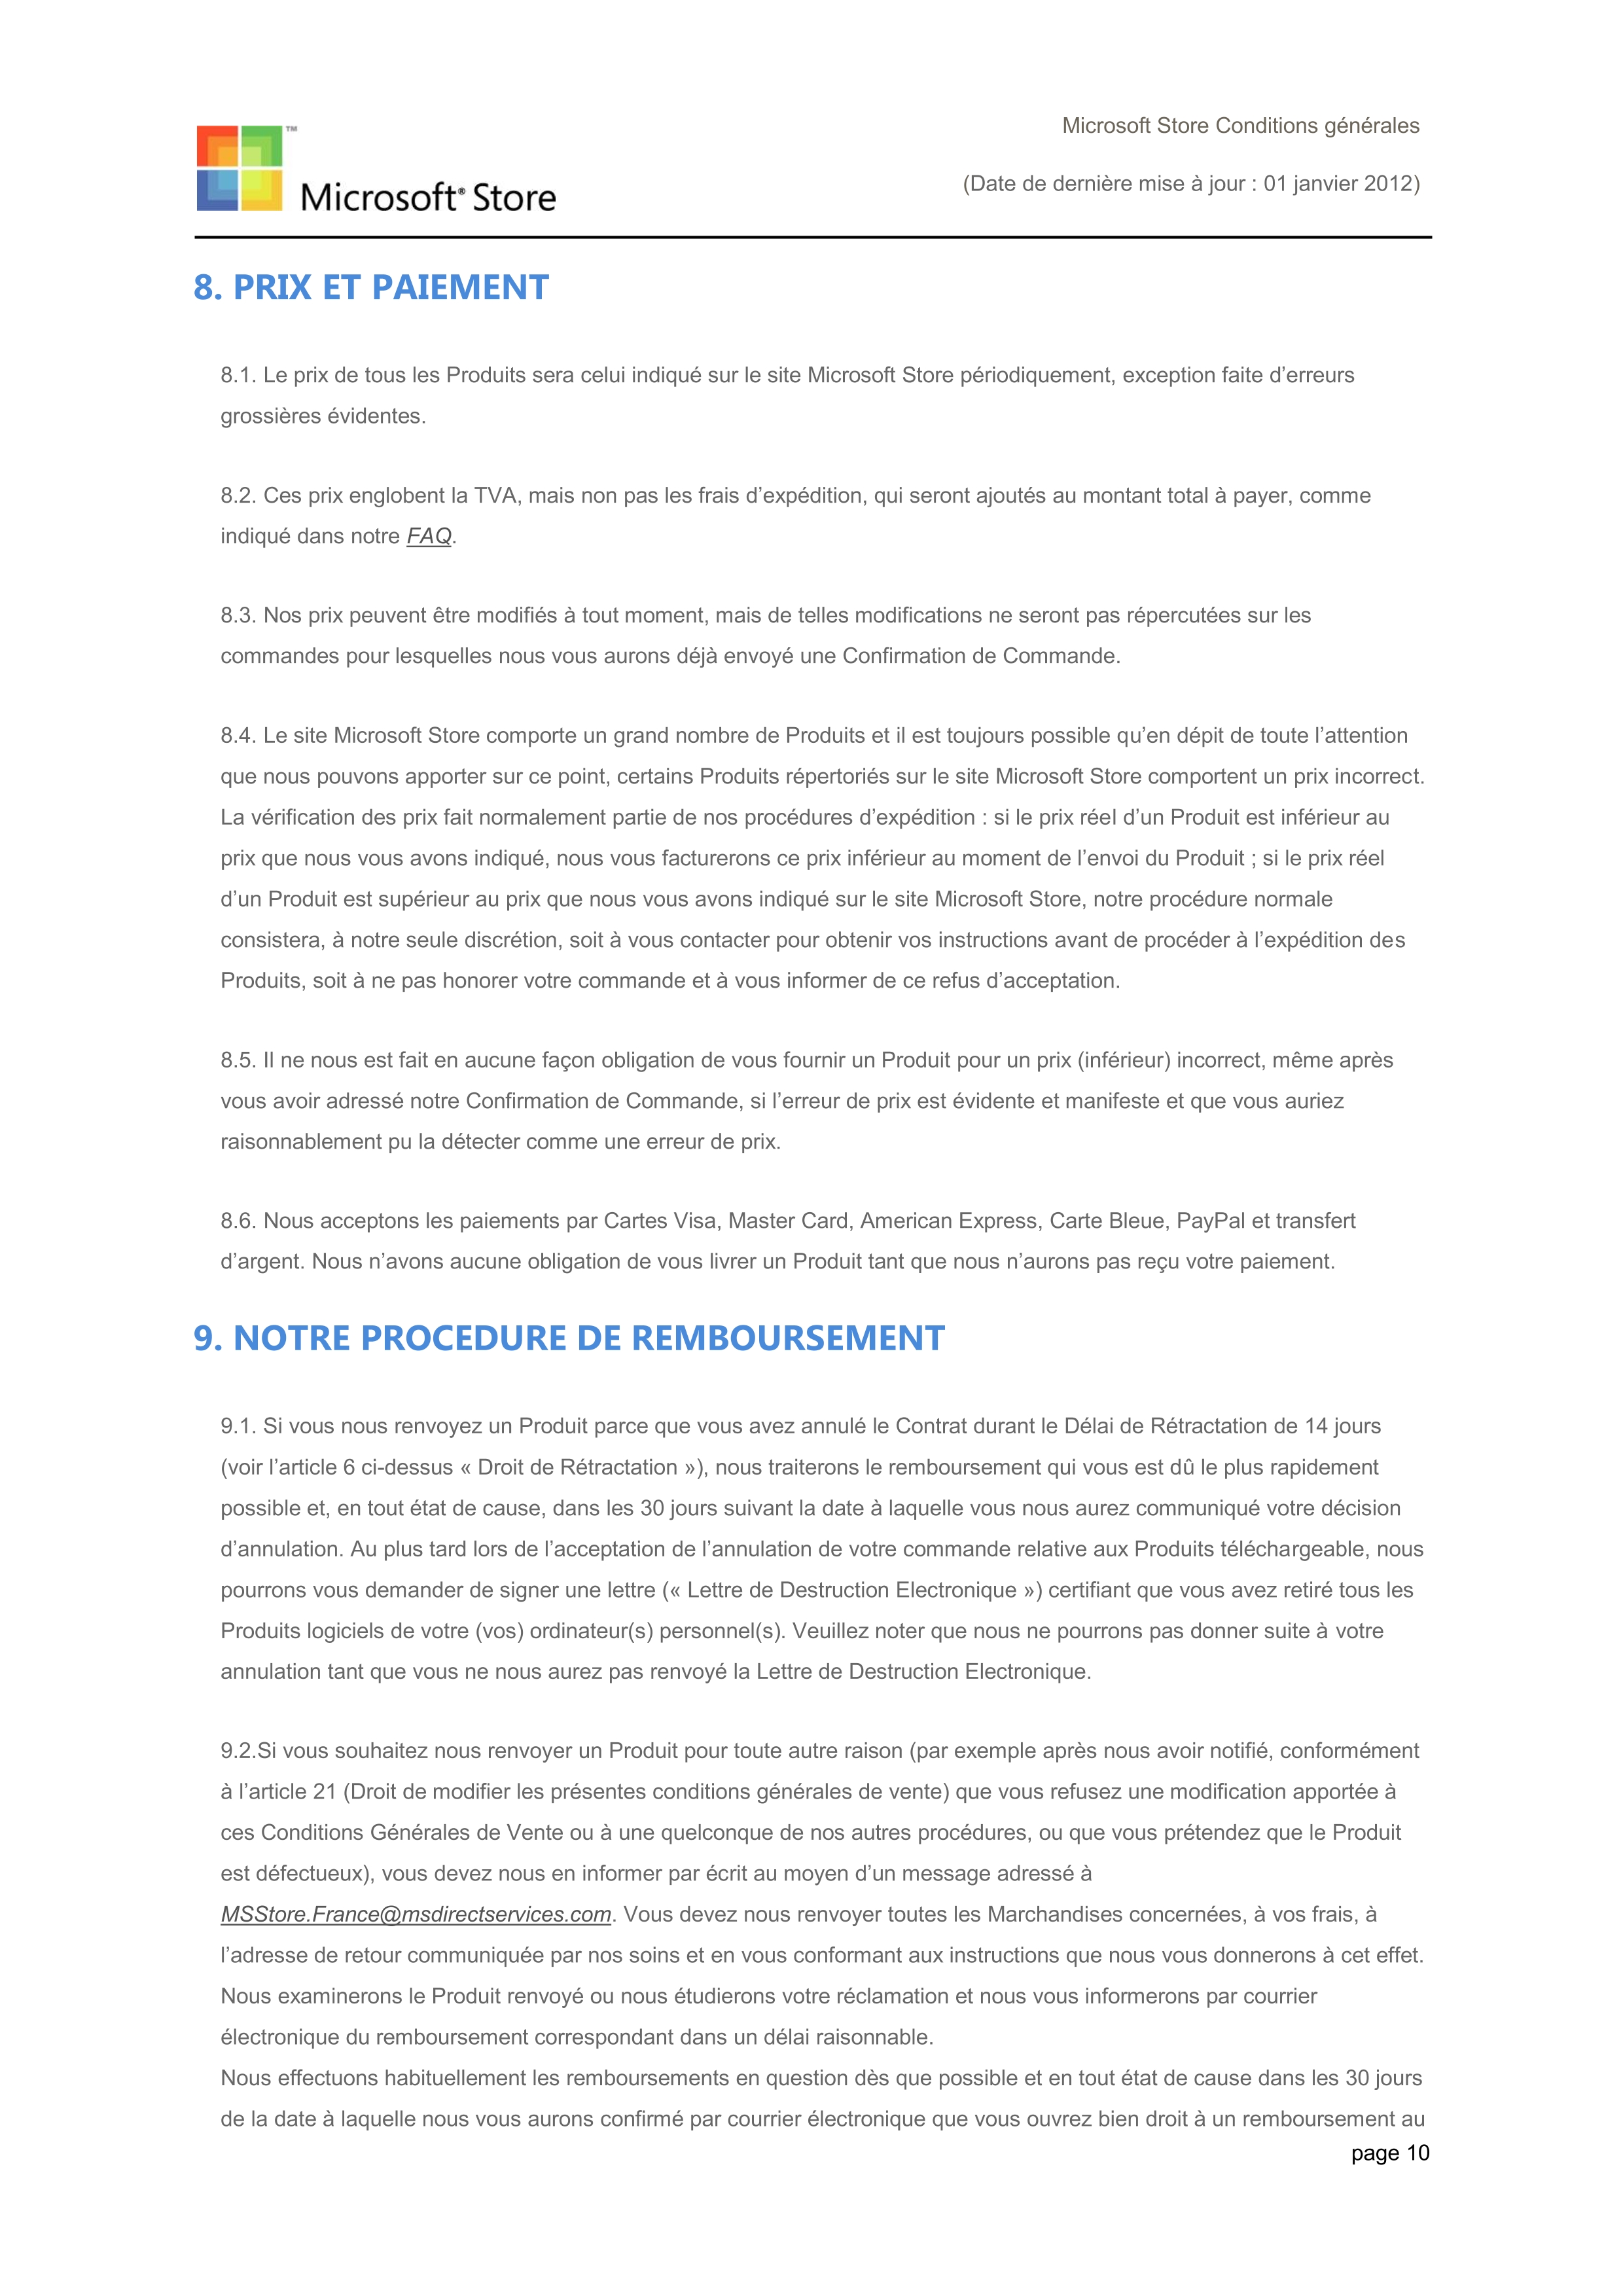 Microsoft Store Conditions générales
(Date de dernière mise à jour : 01 janvier 2012)
TM
Microsoft® Store
8. PRIX ET PAIEMENT
8.1. Le prix de tous les Produits sera celui indiqué sur le site Microsoft Store périodiquement, exception faite d’erreurs
grossières évidentes.
8.2. Ces prix englobent la TVA, mais non pas les frais d’expédition, qui seront ajoutés au montant total à payer, comme
indiqué dans notre FAQ.
8.3. Nos prix peuvent être modifiés à tout moment, mais de telles modifications ne seront pas répercutées sur les
commandes pour lesquelles nous vous aurons déjà envoyé une Confirmation de Commande.
8.4. Le site Microsoft Store comporte un grand nombre de Produits et il est toujours possible qu’en dépit de toute l’attention
que nous pouvons apporter sur ce point, certains Produits répertoriés sur le site Microsoft Store comportent un prix incorrect.
La vérification des prix fait normalement partie de nos procédures d’expédition : si le prix réel d’un Produit est inférieur au
prix que nous vous avons indiqué, nous vous facturerons ce prix inférieur au moment de l’envoi du Produit ; si le prix réel
d’un Produit est supérieur au prix que nous vous avons indiqué sur le site Microsoft Store, notre procédure normale
consistera, à notre seule discrétion, soit à vous contacter pour obtenir vos instructions avant de procéder à l’expédition des
Produits, soit à ne pas honorer votre commande et à vous informer de ce refus d’acceptation.
8.5. Il ne nous est fait en aucune façon obligation de vous fournir un Produit pour un prix (inférieur) incorrect, même après
vous avoir adressé notre Confirmation de Commande, si l’erreur de prix est évidente et manifeste et que vous auriez
raisonnablement pu la détecter comme une erreur de prix.
8.6. Nous acceptons les paiements par Cartes Visa, Master Card, American Express, Carte Bleue, PayPal et transfert
d’argent. Nous n’avons aucune obligation de vous livrer un Produit tant que nous n’aurons pas reçu votre paiement.
9. NOTRE PROCEDURE DE REMBOURSEMENT
9.1. Si vous nous renvoyez un Produit parce que vous avez annulé le Contrat durant le Délai de Rétractation de 14 jours
(voir l’article 6 ci-dessus « Droit de Rétractation »), nous traiterons le remboursement qui vous est dû le plus rapidement
possible et, en tout état de cause, dans les 30 jours suivant la date à laquelle vous nous aurez communiqué votre décision
d’annulation. Au plus tard lors de l’acceptation de l’annulation de votre commande relative aux Produits téléchargeable, nous
pourrons vous demander de signer une lettre (« Lettre de Destruction Electronique ») certifiant que vous avez retiré tous les
Produits logiciels de votre (vos) ordinateur(s) personnel(s). Veuillez noter que nous ne pourrons pas donner suite à votre
annulation tant que vous ne nous aurez pas renvoyé la Lettre de Destruction Electronique.
9.2.Si vous souhaitez nous renvoyer un Produit pour toute autre raison (par exemple après nous avoir notifié, conformément
à l’article 21 (Droit de modifier les présentes conditions générales de vente) que vous refusez une modification apportée à
ces Conditions Générales de Vente ou à une quelconque de nos autres procédures, ou que vous prétendez que le Produit
est défectueux), vous devez nous en informer par écrit au moyen d’un message adressé à
MSStore.France@msdirectservices.com. Vous devez nous renvoyer toutes les Marchandises concernées, à vos frais, à
l’adresse de retour communiquée par nos soins et en vous conformant aux instructions que nous vous donnerons à cet effet.
Nous examinerons le Produit renvoyé ou nous étudierons votre réclamation et nous vous informerons par courrier
électronique du remboursement correspondant dans un délai raisonnable.
Nous effectuons habituellement les remboursements en question dès que possible et en tout état de cause dans les 30 jours
de la date à laquelle nous vous aurons confirmé par courrier électronique que vous ouvrez bien droit à un remboursement au
page 10